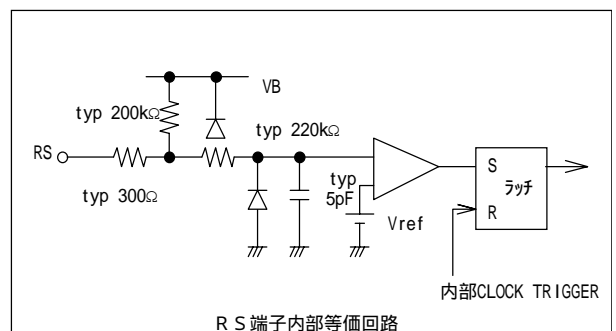 VB
typ 200kΩ
typ 220kΩ
RS
typ 300Ω
typ
5pF
Vref
S
ラッチ
R
内部CLOCK TRIGGER
RS端子内部等価回路